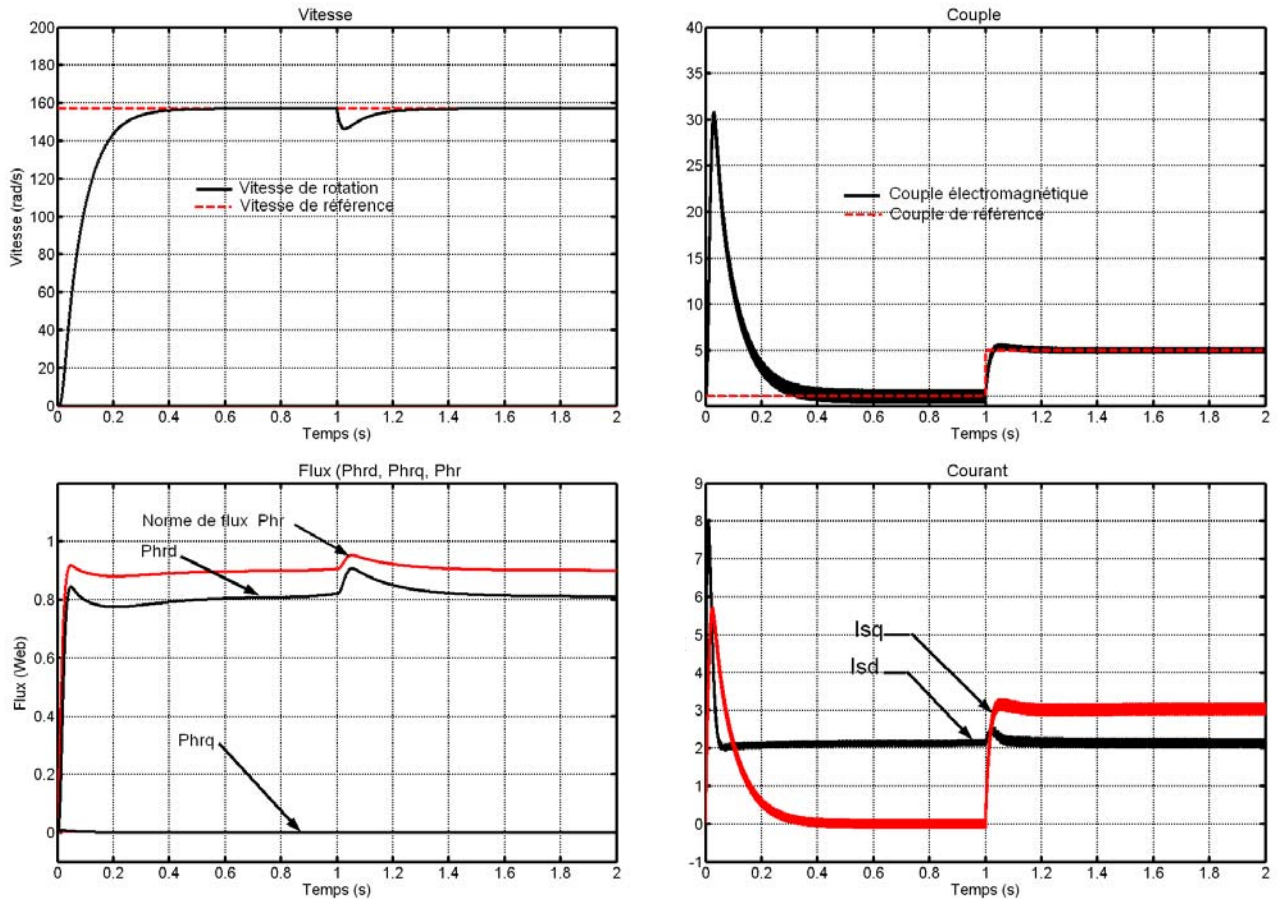 Vitesse
200
180
160
140
120
100
80
60
40
20
0
Vitesse (rad/s)
Vitesse de rotation
Vitesse de référence
0 0.2 0.4 0.6 0.8 1 1.2 1.4 1.6 1.8 2
Temps (s)
Couple
40
35
30
25
20
15
10
5
0
Couple électromagnétique
Couple de référence
0 0.2 0.4 0.6 0.8 1 1.2 1.4 1.6 1.8 2
Temps (s)
Flux (Phrd, Phrq, Phr
1
0.8
0.6
0.4
0.2
0
Flux (Web)
Norme de flux Phr
Phrd
Phrq
0 0.2 0.4 0.6 0.8 1 1.2 1.4 1.6 1.8 2
Temps (s)
Courant
9
8
7
6
5
4
3
2
1
0
-1
Isq
Isd
0 0.2 0.4 0.6 0.8 1 1.2 1.4 1.6 1.8 2
Temps (s)